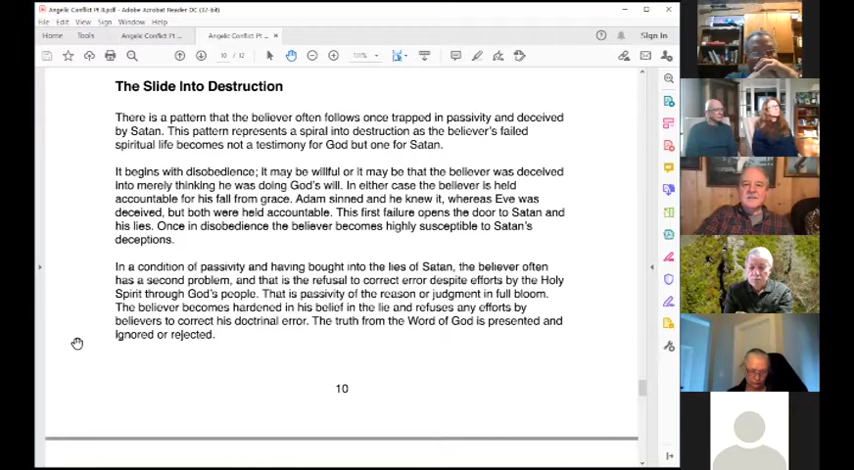 Angelic Conflict Pt 8.pdf - Adobe Acrobat Reader DC (32-bit)
File Edit View Sign Window Help
Home Tools Angelic Conflict Pt ... Angelic Conflict Pt ... × Sign In
10 / 12
The Slide Into Destruction
There is a pattern that the believer often follows once trapped in passivity and deceived
by Satan. This pattern represents a spiral into destruction as the believer's failed
spiritual life becomes not a testimony for God but one for Satan.
It begins with disobedience; it may be willful or it may be that the believer was deceived
into merely thinking he was doing God's will. In either case the believer is held
accountable for his fall from grace. Adam sinned and he knew it, whereas Eve was
deceived, but both were held accountable. This first failure opens the door to Satan and
his lies. Once in disobedience the believer becomes highly susceptible to Satan's
deceptions.
In a condition of passivity and having bought into the lies of Satan, the believer often
has a second problem, and that is the refusal to correct error despite efforts by the Holy
Spirit through God's people. That is passivity of the reason or judgment in full bloom.
The believer becomes hardened in his belief in the lie and refuses any efforts by
believers to correct his doctrinal error. The truth from the Word of God is presented and
ignored or rejected.
10